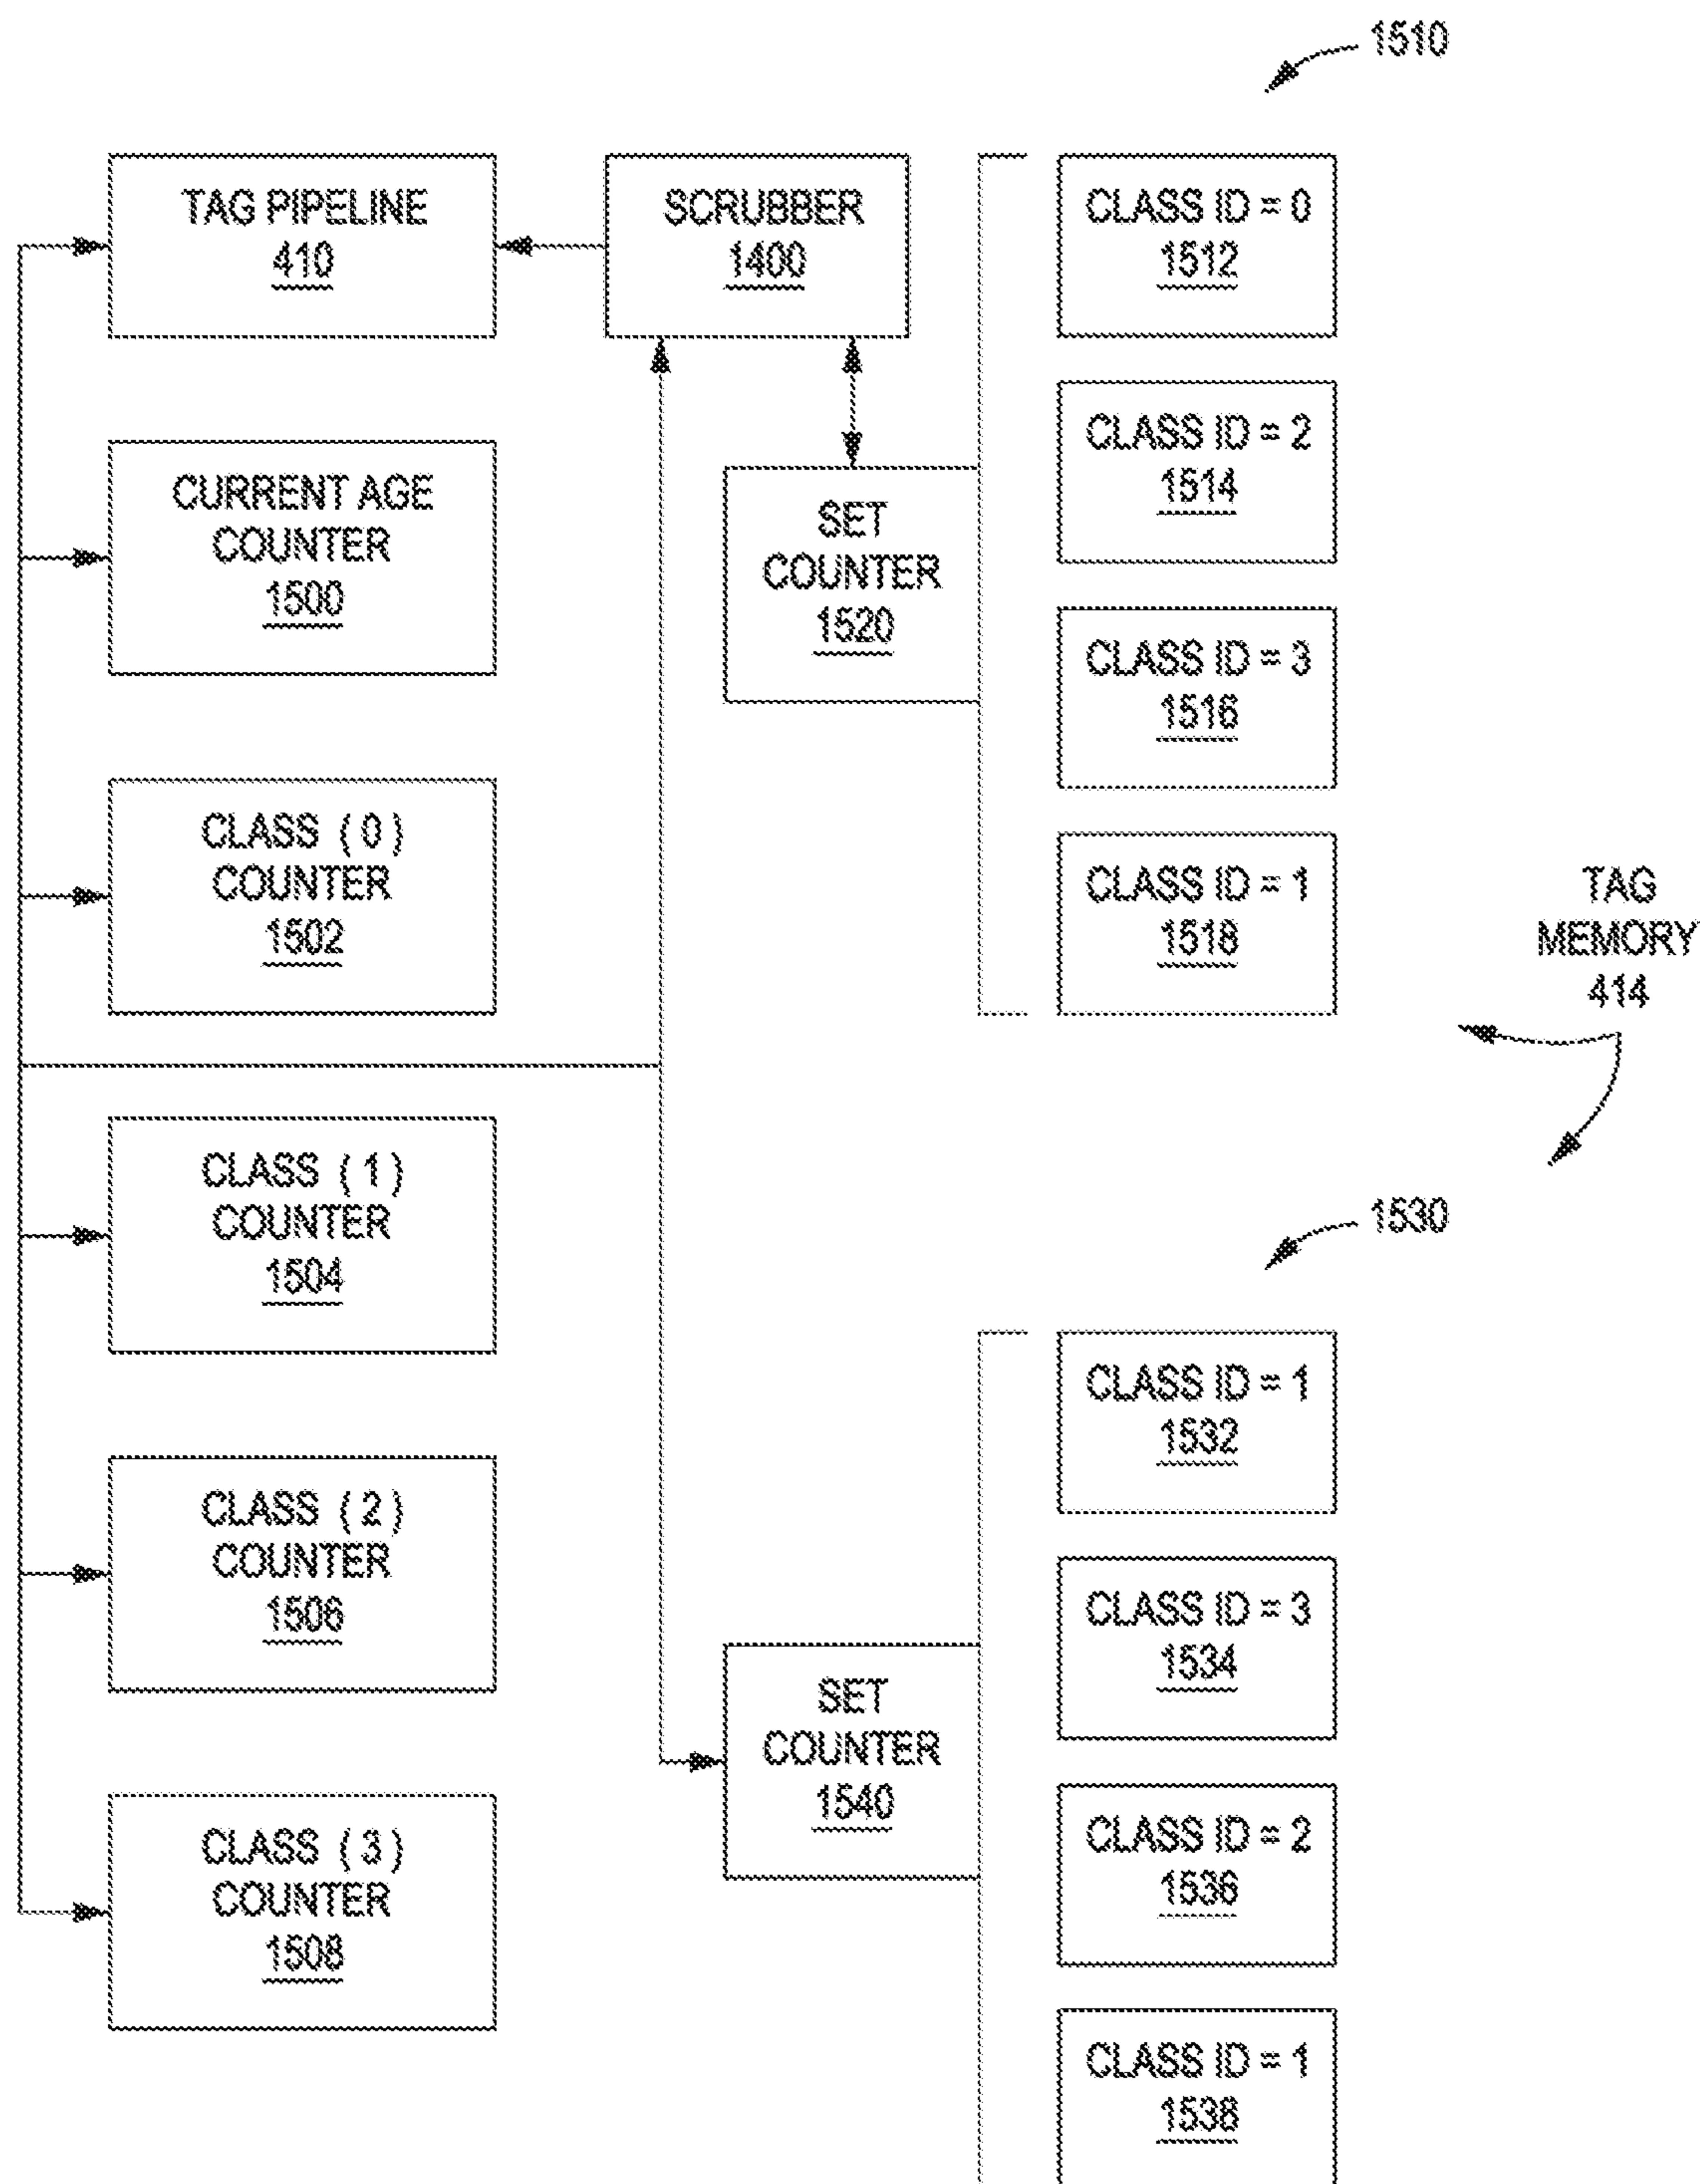 1510
TAG PIPELINE
410
SCRUBBER
1400
CLASS ID = 0
1512
CLASS ID = 2
1514
CURRENT AGE
COUNTER
1500
SET
COUNTER
1520
CLASS ID = 3
1516
CLASS ( 0 )
COUNTER
1502
CLASS ID = 1
1518
TAG
MEMORY
414
CLASS ( 1 )
COUNTER
1504
1530
CLASS ID = 1
1532
CLASS ( 2 )
COUNTER
1506
CLASS ID = 3
1534
SET
COUNTER
1540
CLASS ID = 2
1536
CLASS ( 3 )
COUNTER
1508
CLASS ID = 1
1538